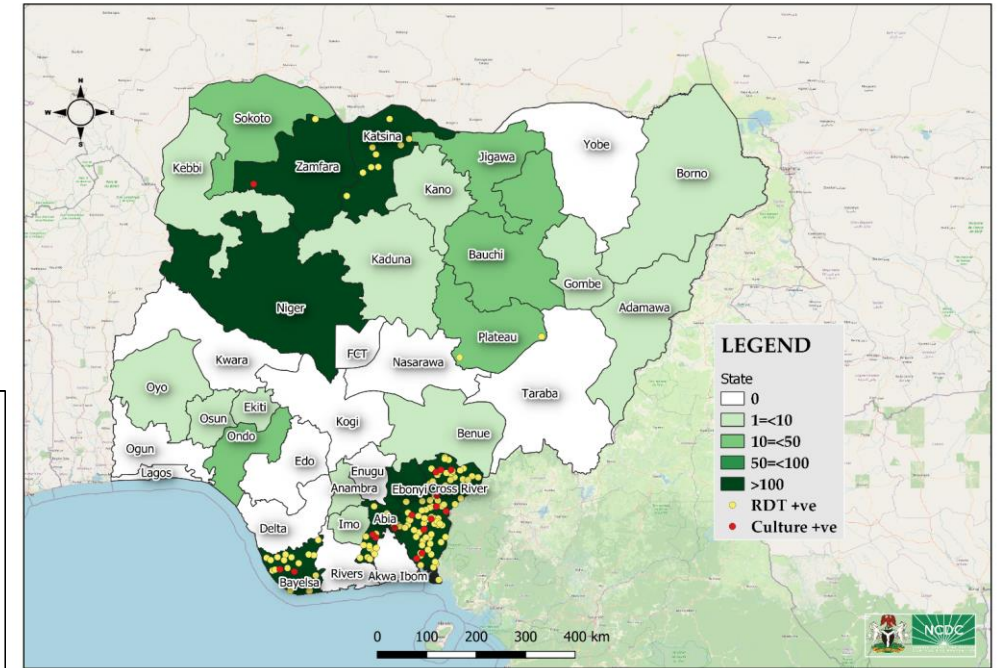 N
W
E
S
Sokoto
Katsina
Kebbi
Zamfara
Jigawa
Yobe
Kano
Borno
Kaduna
Bauchi
Gombe
Niger
Adamawa
Plateau
FCT
Kwara
Nasarawa
Taraba
Oyo
Osun
Ekiti
Kogi
Benue
Ondo
Ogun
Lagos
Edo
Enugu
Anambra
Ebonyi
Cross River
Delta
Imo
Abia
Bayelsa
Rivers
Akwa Ibom
LEGEND
State
0
1=<10
10=<50
50=<100
>100
RDT +ve
Culture +ve
0 100 200 300 400 km
NCDC